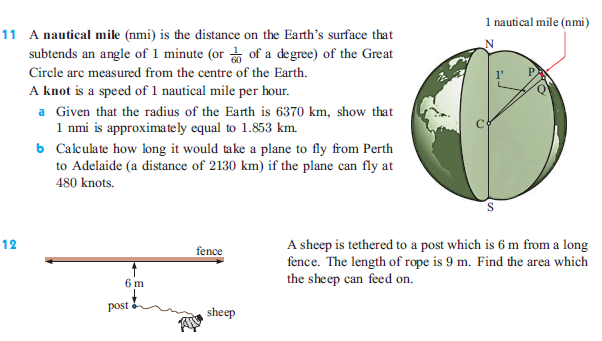 1 nautical mile (nmi)
11 A nautical mile (nmi) is the distance on the Earth's surface that
subtends an angle of 1 minute (or 1/60 of a degree) of the Great
Circle arc measured from the centre of the Earth.
A knot is a speed of 1 nautical mile per hour.
a Given that the radius of the Earth is 6370 km, show that
1 nmi is approximately equal to 1.853 km.
b Calculate how long it would take a plane to fly from Perth
to Adelaide (a distance of 2130 km) if the plane can fly at
480 knots.
N
1'
P
Q
C
S
12
fence
6 m
post
sheep
A sheep is tethered to a post which is 6 m from a long
fence. The length of rope is 9 m. Find the area which
the sheep can feed on.